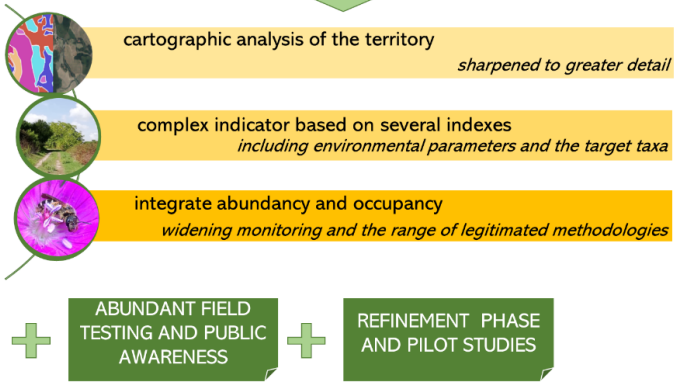 cartographic analysis of the territory
sharpened to greater detail
complex indicator based on several indexes
including environmental parameters and the target taxa
integrate abundancy and occupancy
widening monitoring and the range of legitimated methodologies
ABUNDANT FIELD
TESTING AND PUBLIC
AWARENESS
REFINEMENT PHASE
AND PILOT STUDIES